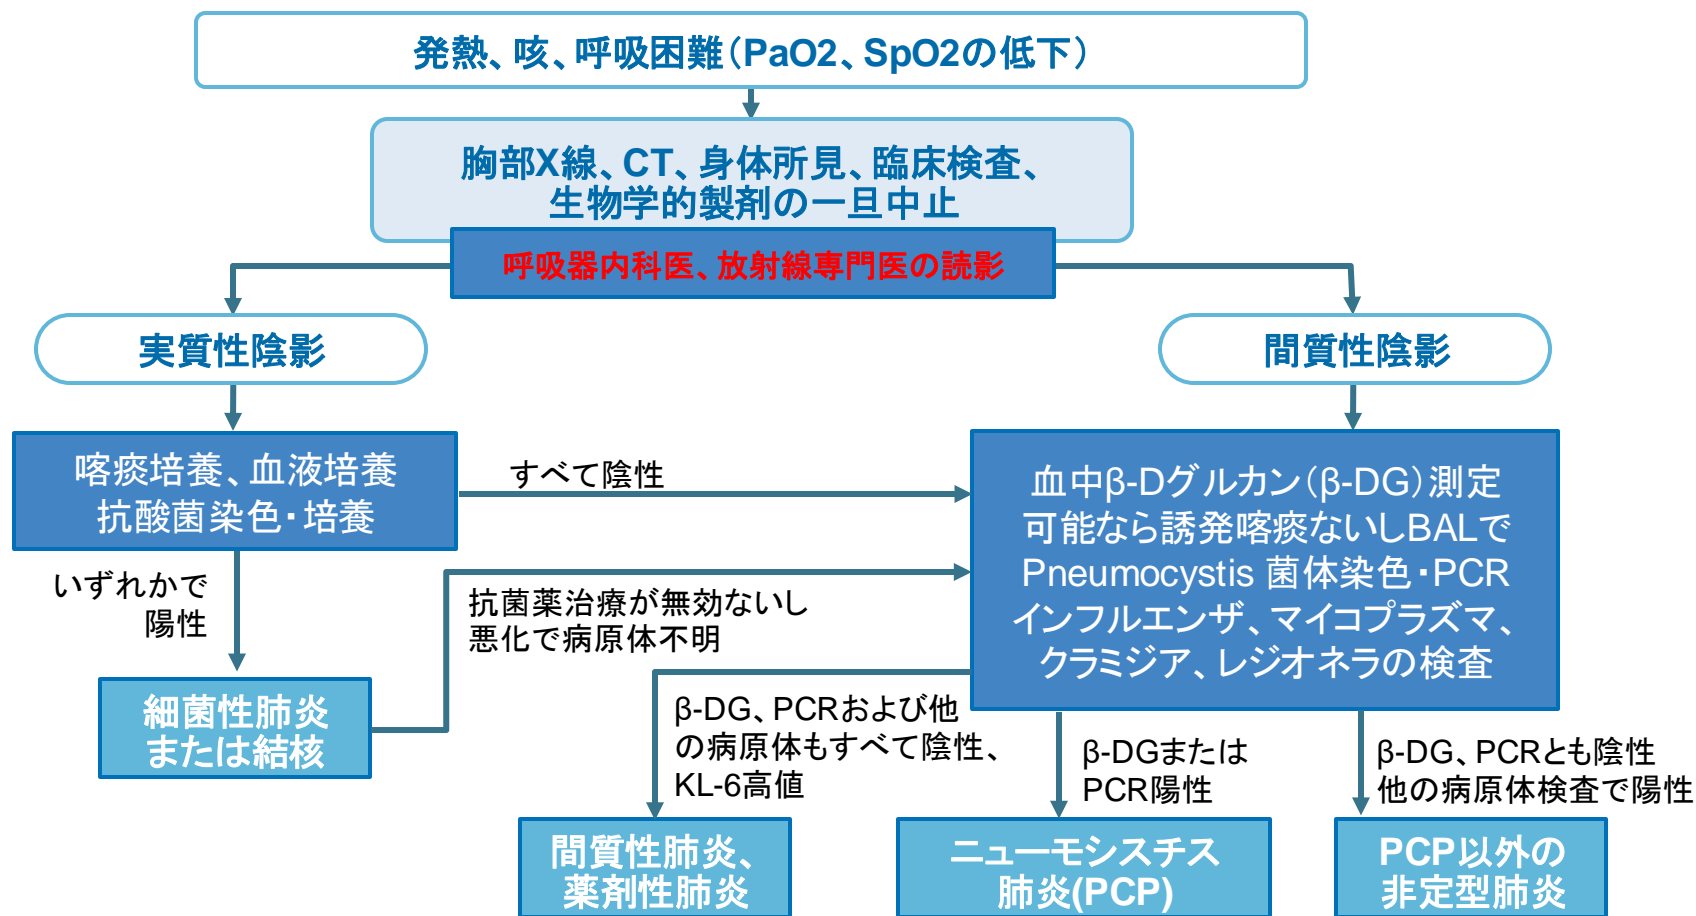 発熱、咳、呼吸困難（PaO2、SpO2の低下）
胸部X線、CT、身体所見、臨床検査、
生物学的製剤の一旦中止
呼吸器内科医、放射線専門医の読影
実質性陰影
間質性陰影
喀痰培養、血液培養
抗酸菌染色・培養
すべて陰性
血中β-Dグルカン（β-DG）測定
可能なら誘発喀痰ないしBALで
Pneumocystis 菌体染色・PCR
インフルエンザ、マイコプラズマ、
クラミジア、レジオネラの検査
いずれかで
陽性
抗菌薬治療が無効ないし
悪化で病原体不明
細菌性肺炎
または結核
β-DG、PCRおよび他
の病原体もすべて陰性、
KL-6高値
β-DGまたは
PCR陽性
β-DG、PCRとも陰性
他の病原体検査で陽性
間質性肺炎、
薬剤性肺炎
ニューモシスチス
肺炎(PCP)
PCP以外の
非定型肺炎